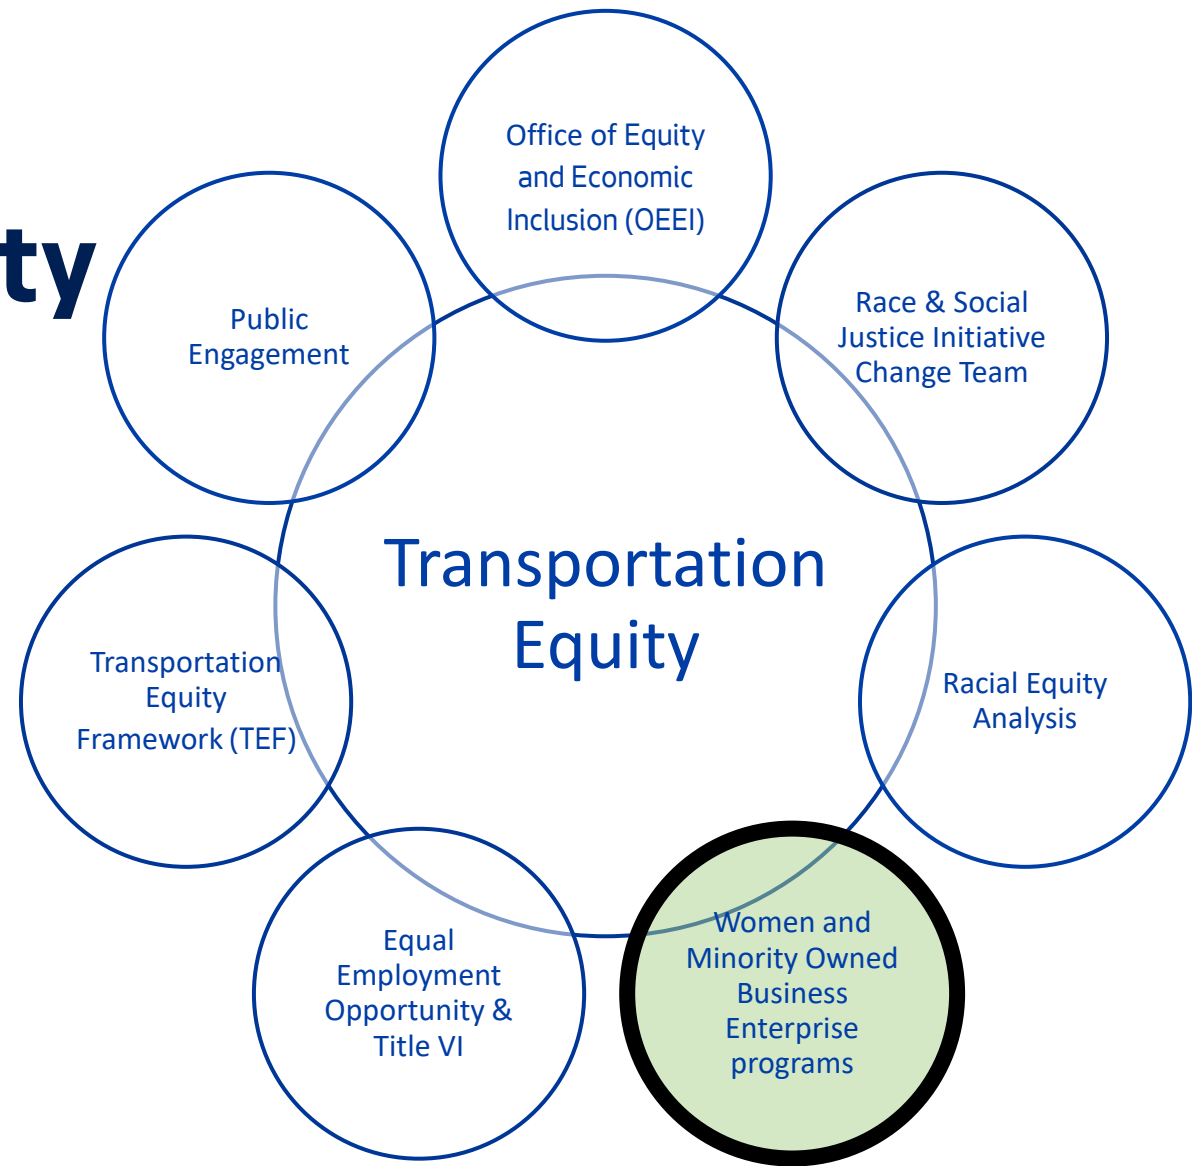 ty
Office of Equity
and Economic
Inclusion (OEEI)
Race & Social
Justice Initiative
Change Team
Public
Engagement
Transportation
Equity
Transportation
Equity
Framework (TEF)
Racial Equity
Analysis
Equal
Employment
Opportunity &
Title VI
Women and
Minority Owned
Business
Enterprise
programs